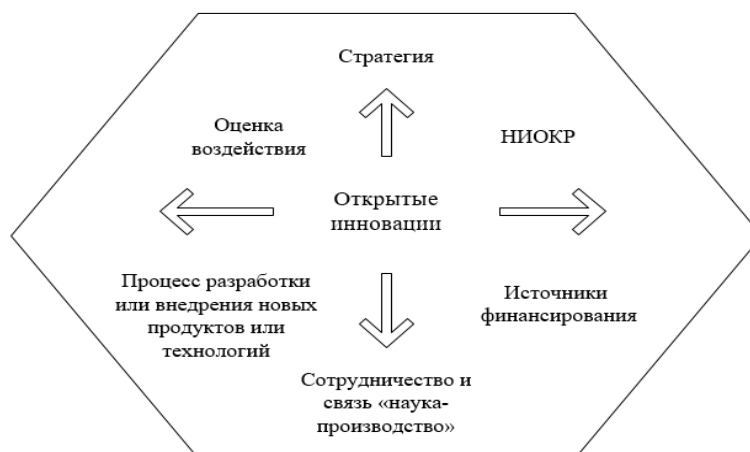 Стратегия
Оценка
воздействия
НИОКР
Открытые
инновации
Процесс разработки
или внедрения новых
продуктов или
технологий
Источники
финансирования
Сотрудничество и
связь «наука-
производство»